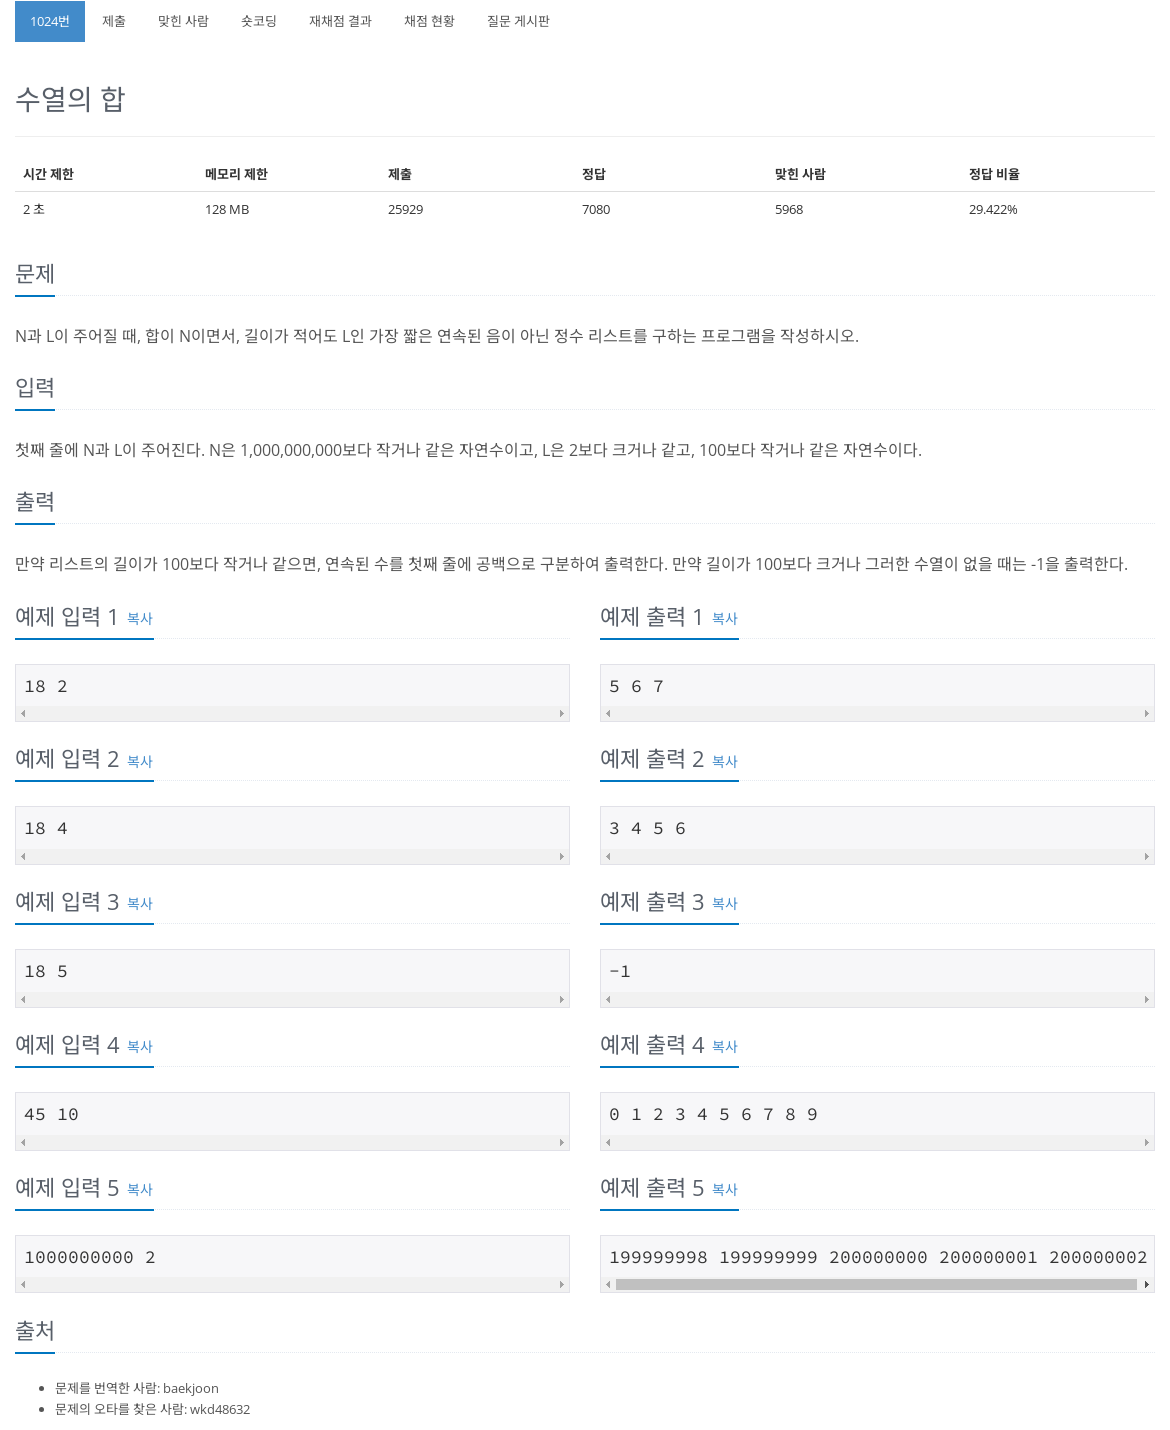 1024번 제출 맞힌 사람 숏코딩 재채점 결과 채점 현황 질문 게시판
수열의 합
시간 제한 메모리 제한 제출 정답 맞힌 사람 정답 비율
2 초 128 MB 25929 7080 5968 29.422%
문제
N과 L이 주어질 때, 합이 N이면서, 길이가 적어도 L인 가장 짧은 연속된 음이 아닌 정수 리스트를 구하는 프로그램을 작성하시오.
입력
첫째 줄에 N과 L이 주어진다. N은 1,000,000,000보다 작거나 같은 자연수이고, L은 2보다 크거나 같고, 100보다 작거나 같은 자연수이다.
출력
만약 리스트의 길이가 100보다 작거나 같으면, 연속된 수를 첫째 줄에 공백으로 구분하여 출력한다. 만약 길이가 100보다 크거나 그러한 수열이 없을 때는 -1을 출력한다.
예제 입력 1 복사 예제 출력 1 복사
18 2 5 6 7
예제 입력 2 복사 예제 출력 2 복사
18 4 3 4 5 6
예제 입력 3 복사 예제 출력 3 복사
18 5 -1
예제 입력 4 복사 예제 출력 4 복사
45 10 0 1 2 3 4 5 6 7 8 9
예제 입력 5 복사 예제 출력 5 복사
1000000000 2 199999998 199999999 200000000 200000001 200000002
출처
문제를 번역한 사람: baekjoon
문제의 오타를 찾은 사람: wkd48632